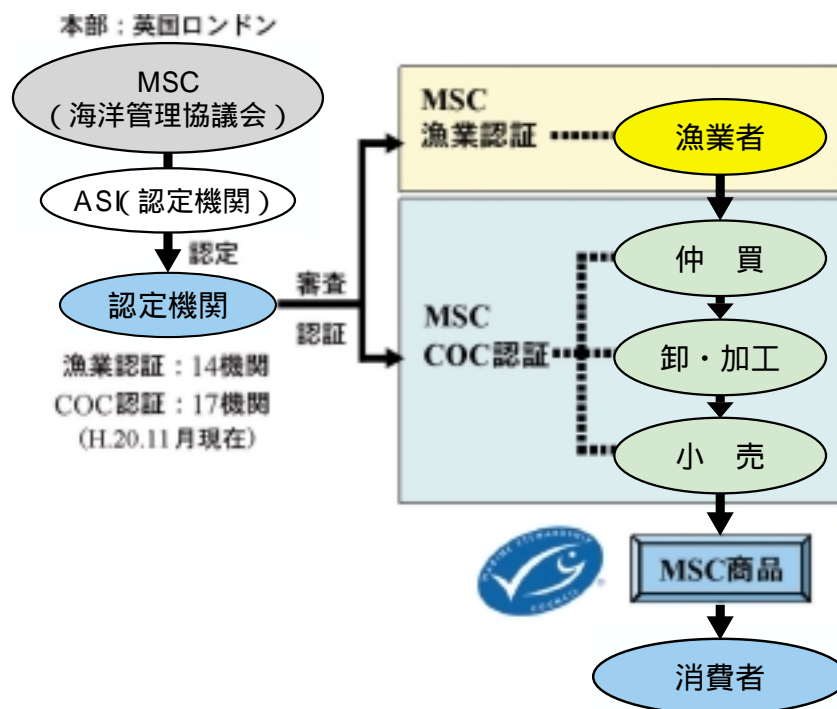 本部：英国ロンドン
MSC
（海洋管理協議会）
ASI（認定機関）
認定
認定機関
審査
認証
漁業認証：14機関
COC認証：17機関
(H.20.11月現在)
MSC
漁業認証
漁業者
MSC
COC認証
仲　買
卸・加工
小　売
MARINE STEWARDSHIP
COUNCIL
®
MSC商品
消費者